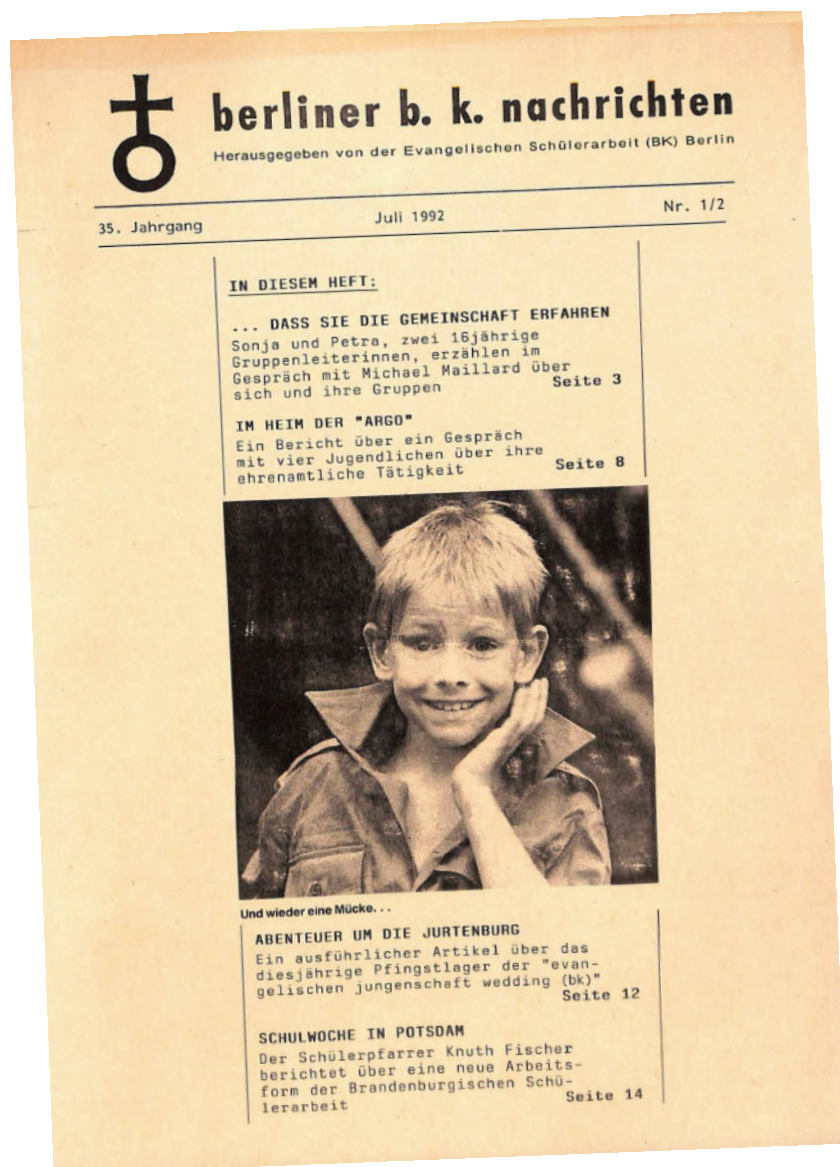 berliner b. k. nachrichten
Herausgegeben von der Evangelischen Schülerarbeit (BK) Berlin
35. Jahrgang Juli 1992 Nr. 1/2
IN DIESEM HEFT:
... DASS SIE DIE GEMEINSCHAFT ERFAHREN
Sonja und Petra, zwei 16jährige
Gruppenleiterinnen, erzählen im
Gespräch mit Michael Maillard über
sich und ihre Gruppen Seite 3
IM HEIM DER "ARGO"
Ein Bericht über ein Gespräch
mit vier Jugendlichen über ihre
ehrenamtliche Tätigkeit Seite 8
Und wieder eine Mücke...
ABENTEUER UM DIE JURTENBURG
Ein ausführlicher Artikel über das
diesjährige Pfingstlager der "evan-
gelischen jungenschaft wedding (bk)"
Seite 12
SCHULWOCHE IN POTSDAM
Der Schülerpfarrer Knuth Fischer
berichtet über eine neue Arbeits-
form der Brandenburgischen Schü-
lerarbeit Seite 14